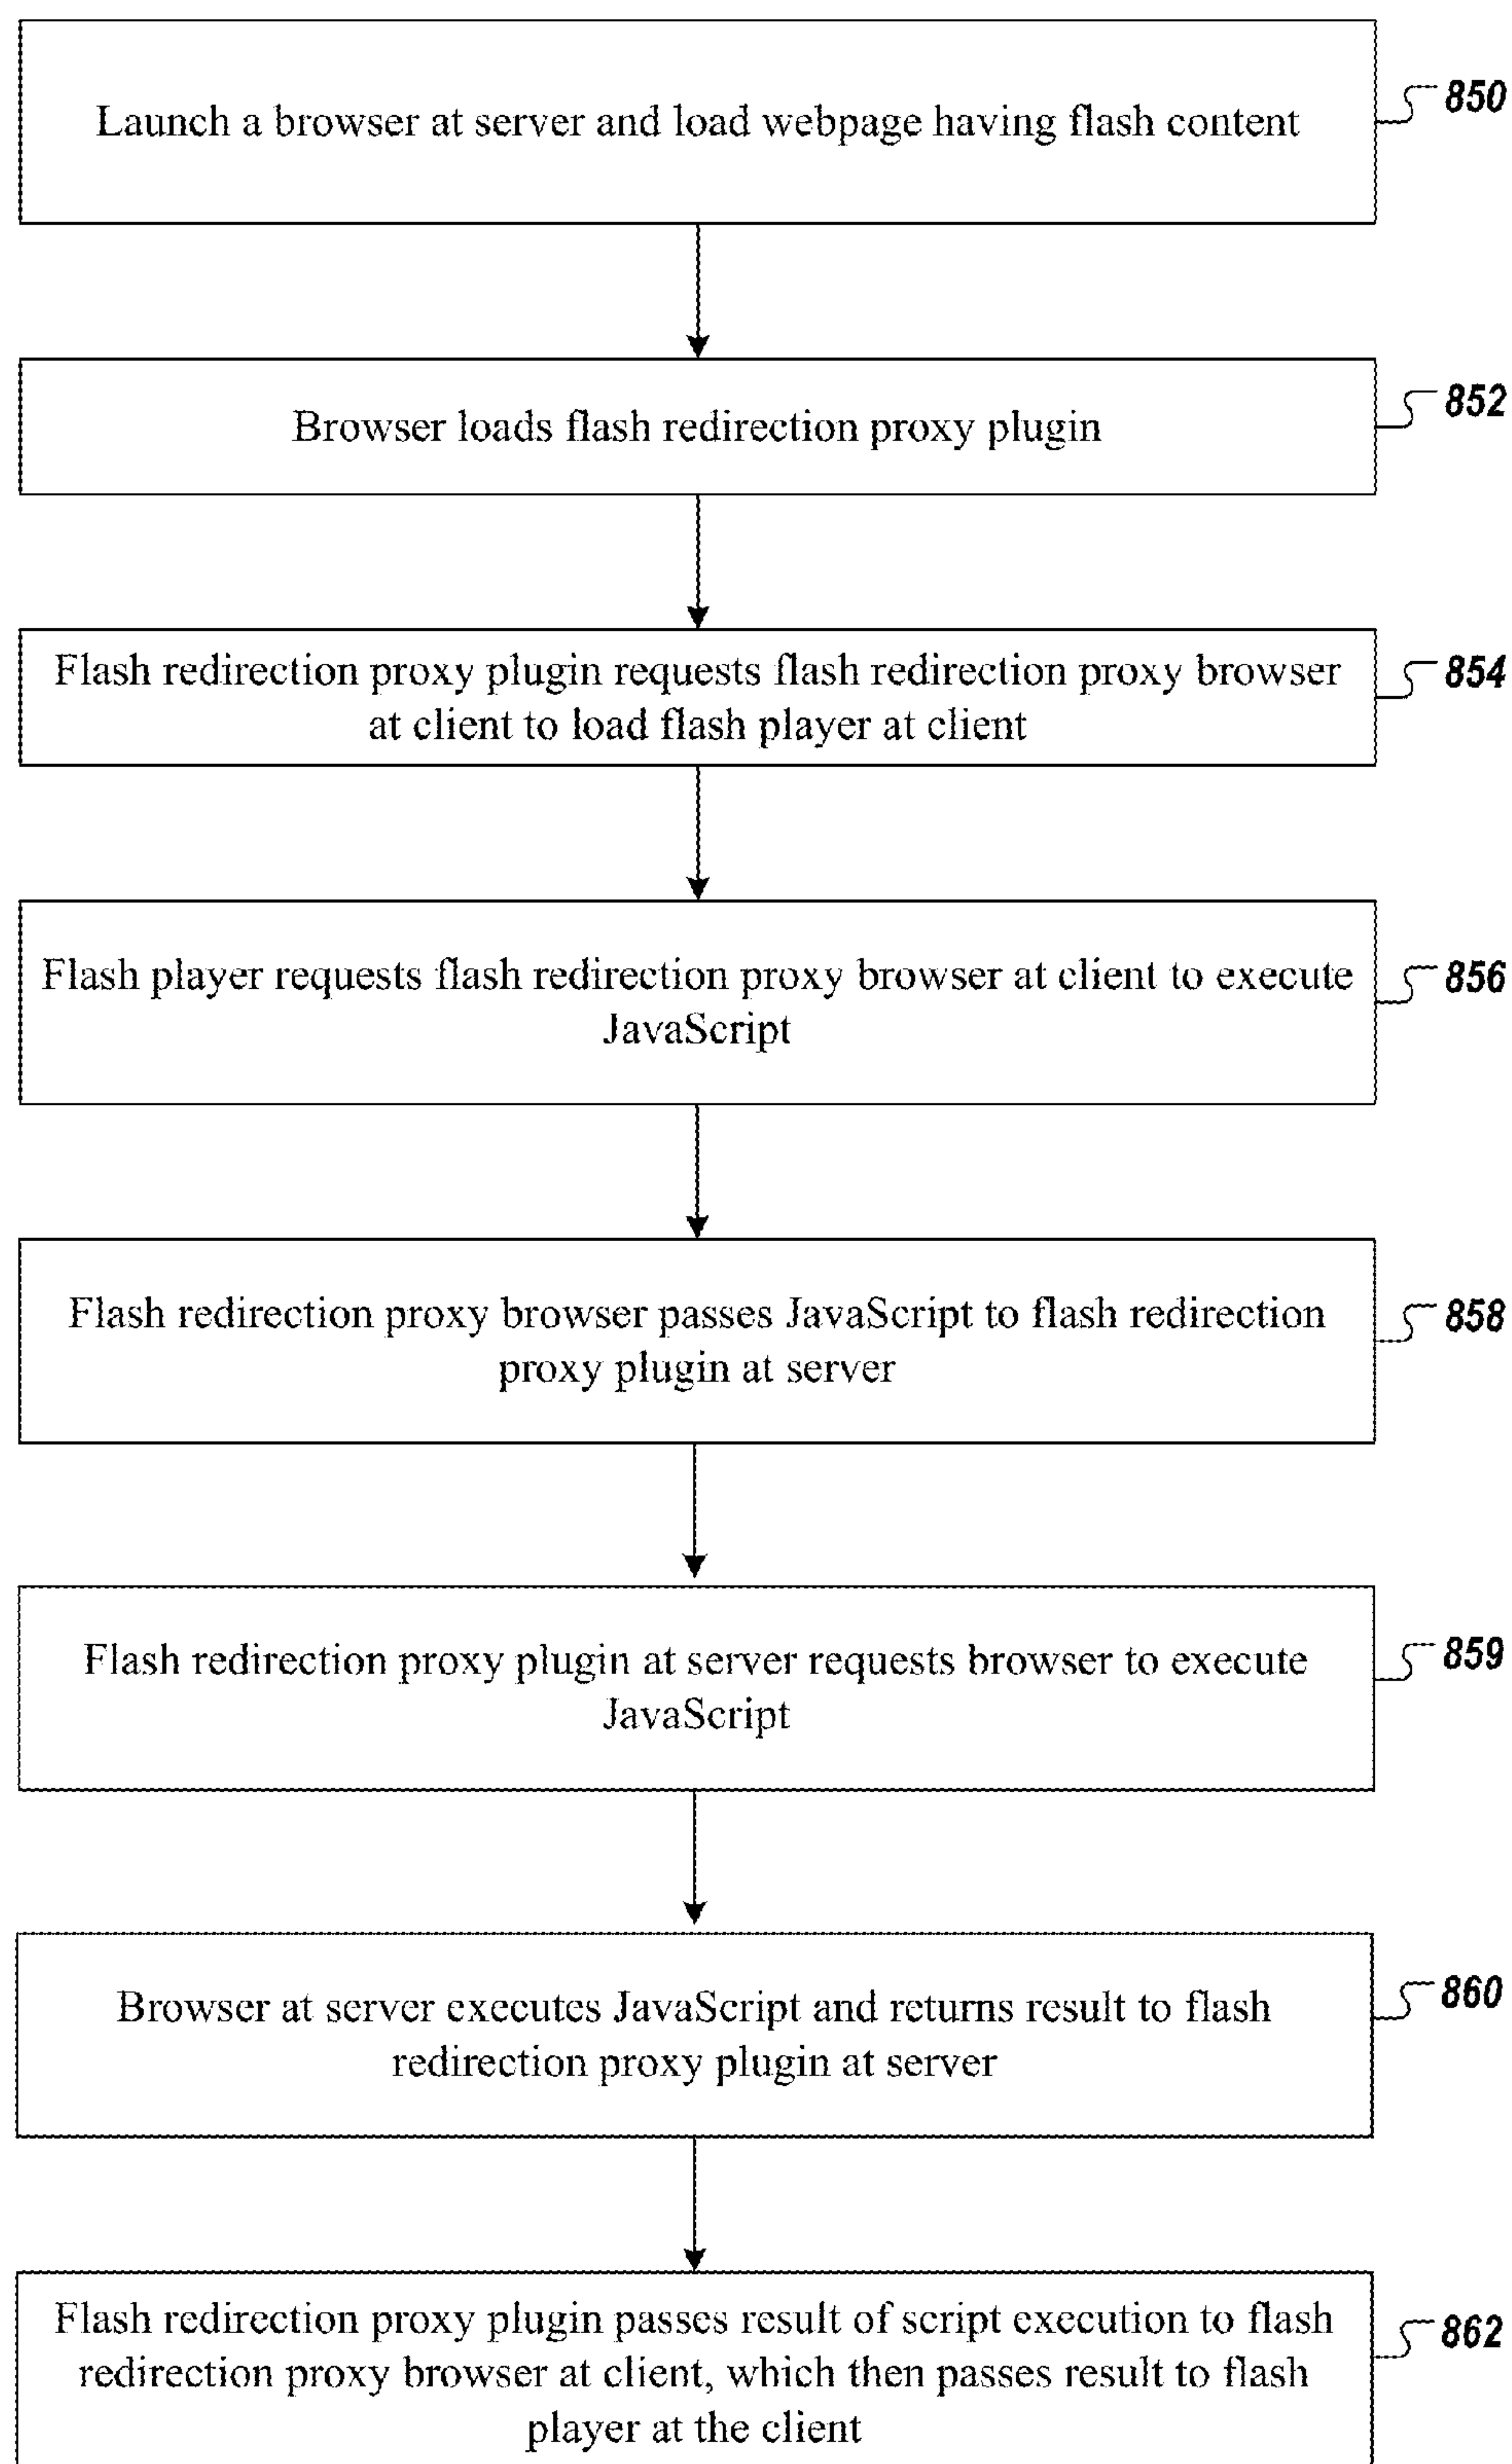 Launch a browser at server and load webpage having flash content
850
Browser loads flash redirection proxy plugin
852
Flash redirection proxy plugin requests flash redirection proxy browser
at client to load flash player at client
854
Flash player requests flash redirection proxy browser at client to execute
JavaScript
856
Flash redirection proxy browser passes JavaScript to flash redirection
proxy plugin at server
858
Flash redirection proxy plugin at server requests browser to execute
JavaScript
859
Browser at server executes JavaScript and returns result to flash
redirection proxy plugin at server
860
Flash redirection proxy plugin passes result of script execution to flash
redirection proxy browser at client, which then passes result to flash
player at the client
862